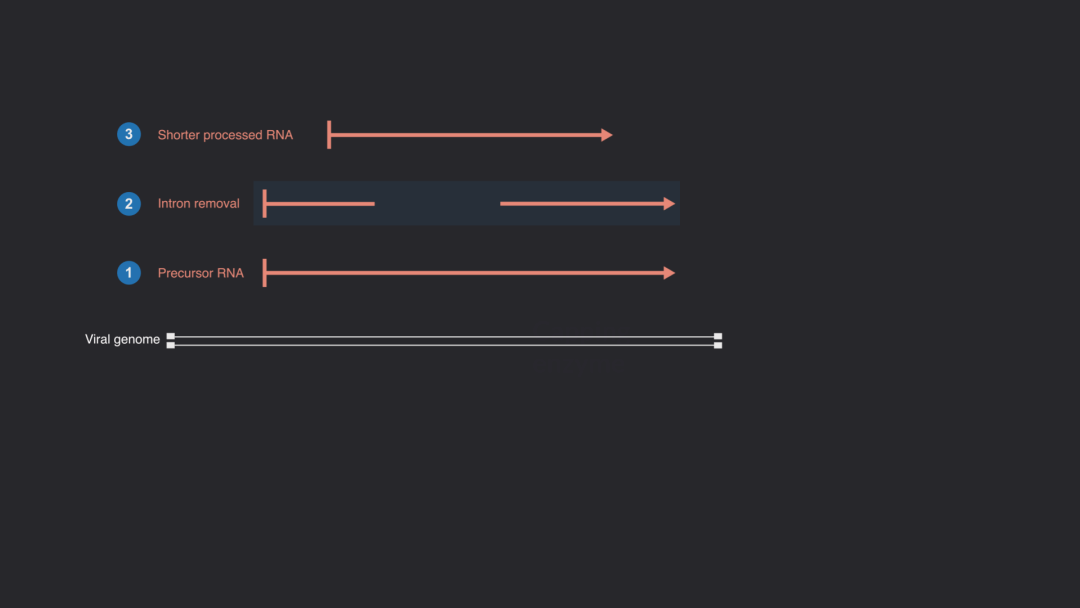 3 Shorter processed RNA
2 Intron removal
1 Precursor RNA
Viral genome